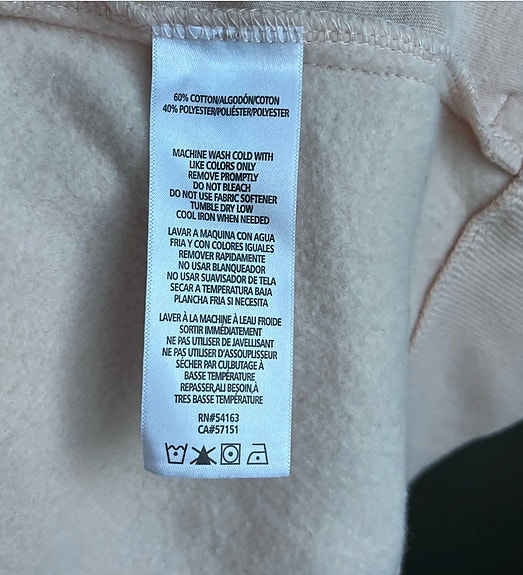 60% COTTON/ALGODÓN/COTON
40% POLYESTER/POLIÉSTER/POLYESTER
MACHINE WASH COLD WITH
LIKE COLORS ONLY
REMOVE PROMPTLY
DO NOT BLEACH
DO NOT USE FABRIC SOFTENER
TUMBLE DRY LOW
COOL IRON WHEN NEEDED
LAVAR A MAQUINA CON AGUA
FRIA Y CON COLORES IGUALES
REMOVER RAPIDAMENTE
NO USAR BLANQUEADOR
NO USAR SUAVISADOR DE TELA
SECAR A TEMPERATURA BAJA
PLANCHA FRIA SI NECESITA
LAVER À LA MACHINE À LEAU FROIDE
SORTIR IMMÉDIATEMENT
NE PAS UTILISER DE JAVELLISANT
NE PAS UTILISER D'ASSOUPLISSEUR
SÉCHER PAR CULBUTAGE À
BASSE TEMPÉRATURE
REPASSER,AU BESOIN,À
TRES BASSE TEMPÉRATURE
RN#54163
CA#57151